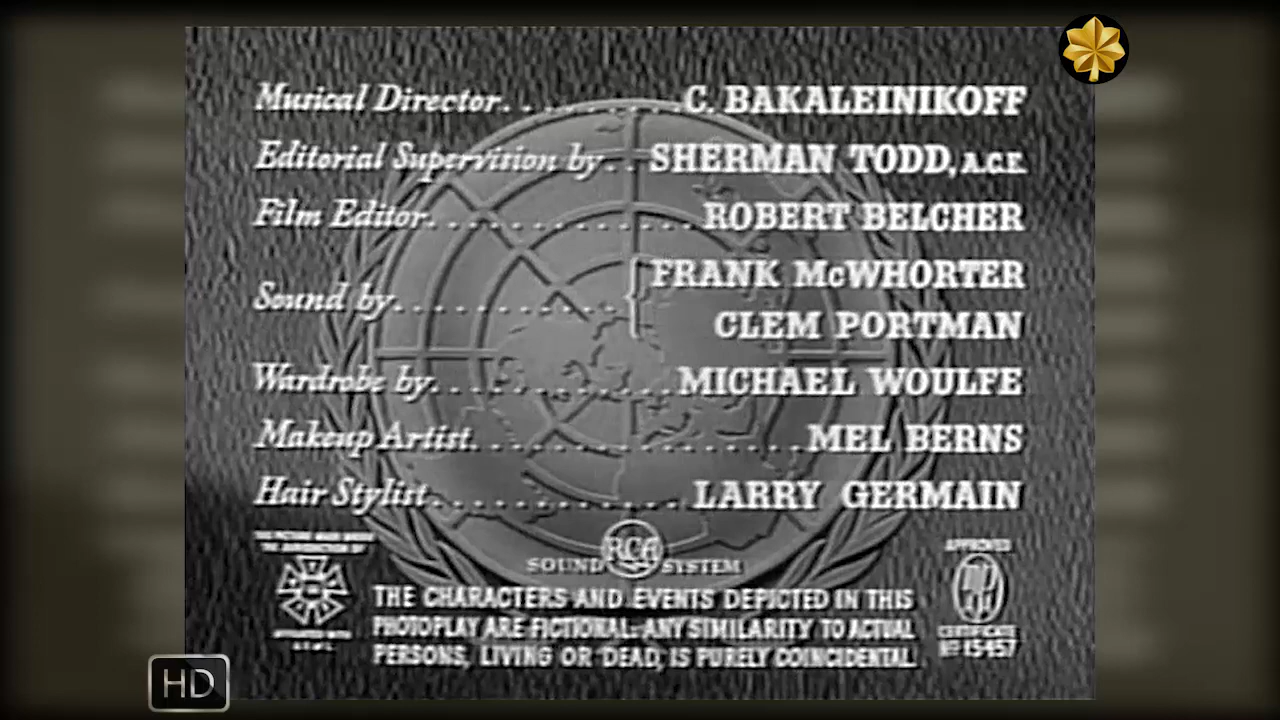 Musical Director. . . . . . . . .C. BAKALEINIKOFF
Editorial Supervision by. . SHERMAN TODD, A.C.E.
Film Editor. . . . . . . . . . . . . ROBERT BELCHER
Sound by. . . . . . . . . . . { FRANK McWHORTER
CLEM PORTMAN
Wardrobe by. . . . . . . . . . . . MICHAEL WOULFE
Makeup Artist. . . . . . . . . . . . . . . . MEL BERNS
Hair Stylist. . . . . . . . . . . . . LARRY GERMAIN
RCA
SOUND SYSTEM
THE CHARACTERS AND EVENTS DEPICTED IN THIS
PHOTOPLAY ARE FICTIONAL. ANY SIMILARITY TO ACTUAL
PERSONS, LIVING OR DEAD, IS PURELY COINCIDENTAL.
APPROVED
CERTIFICATE
Nº 15457
HD